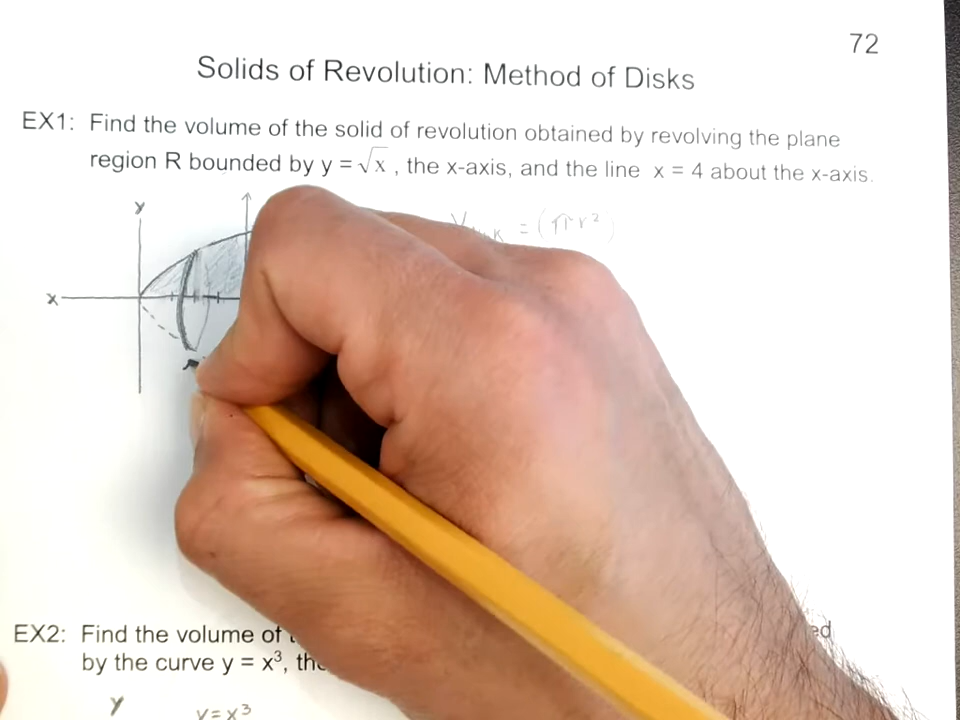 72
Solids of Revolution: Method of Disks
EX1: Find the volume of the solid of revolution obtained by revolving the plane
region R bounded by y = √x , the x-axis, and the line x = 4 about the x-axis.
y
= (πr²)
x
EX2: Find the volume of
by the curve y = x³, the
y
y=x³